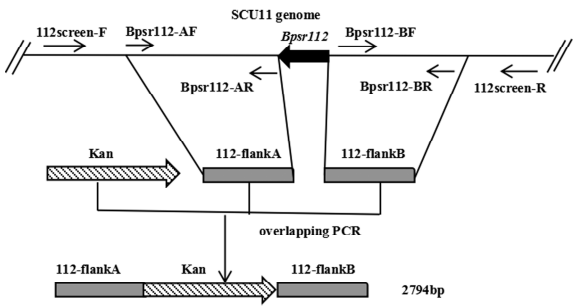 SCU11 genome
112screen-F
Bpsr112-AF
Bpsr112
Bpsr112-BF
Bpsr112-AR
Bpsr112-BR
112screen-R
Kan
112-flankA
112-flankB
overlapping PCR
112-flankA
Kan
112-flankB
2794bp